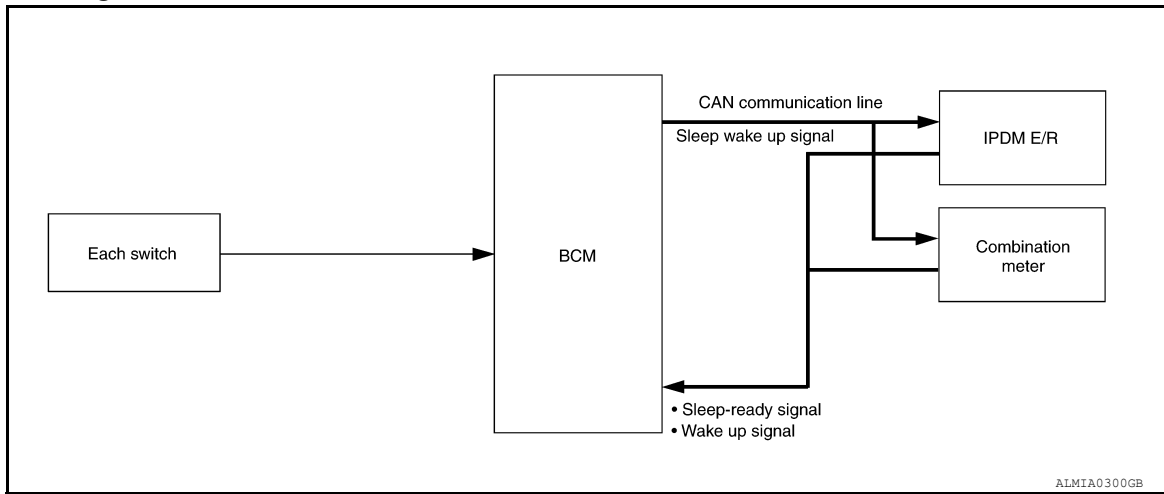 CAN communication line
Sleep wake up signal
IPDM E/R
Each switch
BCM
Combination
meter
• Sleep-ready signal
• Wake up signal
ALMIA0300GB